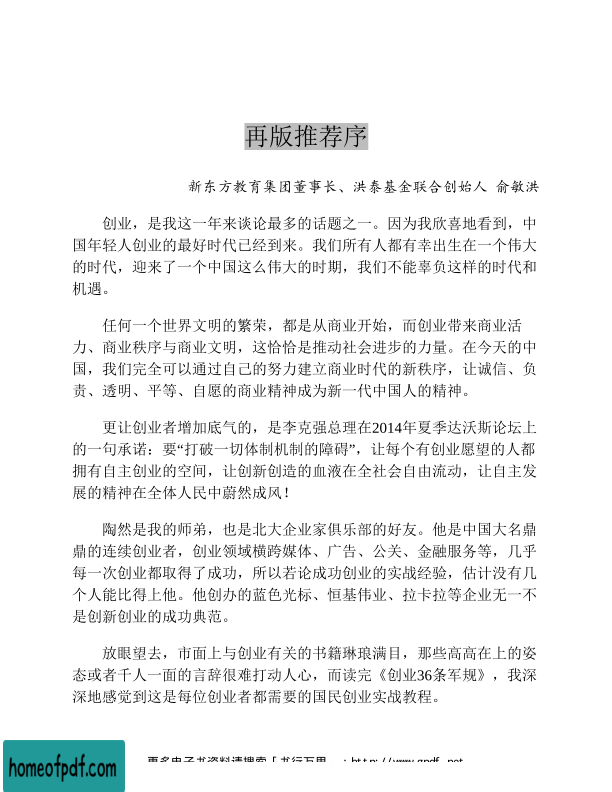 再版推荐序
新东方教育集团董事长、洪泰基金联合创始人 俞敏洪
创业，是我这一年来谈论最多的话题之一。因为我欣喜地看到，中
国年轻人创业的最好时代已经到来。我们所有人都有幸出生在一个伟大
的时代，迎来了一个中国这么伟大的时期，我们不能辜负这样的时代和
机遇。
任何一个世界文明的繁荣，都是从商业开始，而创业带来商业活
力、商业秩序与商业文明，这恰恰是推动社会进步的力量。在今天的中
国，我们完全可以通过自己的努力建立商业时代的新秩序，让诚信、负
责、透明、平等、自愿的商业精神成为新一代中国人的精神。
更让创业者增加底气的，是李克强总理在2014年夏季达沃斯论坛上
的一句承诺：要“打破一切体制机制的障碍”，让每个有创业愿望的人都
拥有自主创业的空间，让创新创造的血液在全社会自由流动，让自主发
展的精神在全体人民中蔚然成风！
陶然是我的师弟，也是北大企业家俱乐部的好友。他是中国大名鼎
鼎的连续创业者，创业领域横跨媒体、广告、公关、金融服务等，几乎
每一次创业都取得了成功，所以若论成功创业的实战经验，估计没有几
个人能比得上他。他创办的蓝色光标、恒基伟业、拉卡拉等企业无一不
是创新创业的成功典范。
放眼望去，市面上与创业有关的书籍琳琅满目，那些高高在上的姿
态或者千人一面的言辞很难打动人心，而读完《创业36条军规》，我深
深地感觉到这是每位创业者都需要的国民创业实战教程。
更多电子书资料请搜索「书行万里
homeofpdf.com